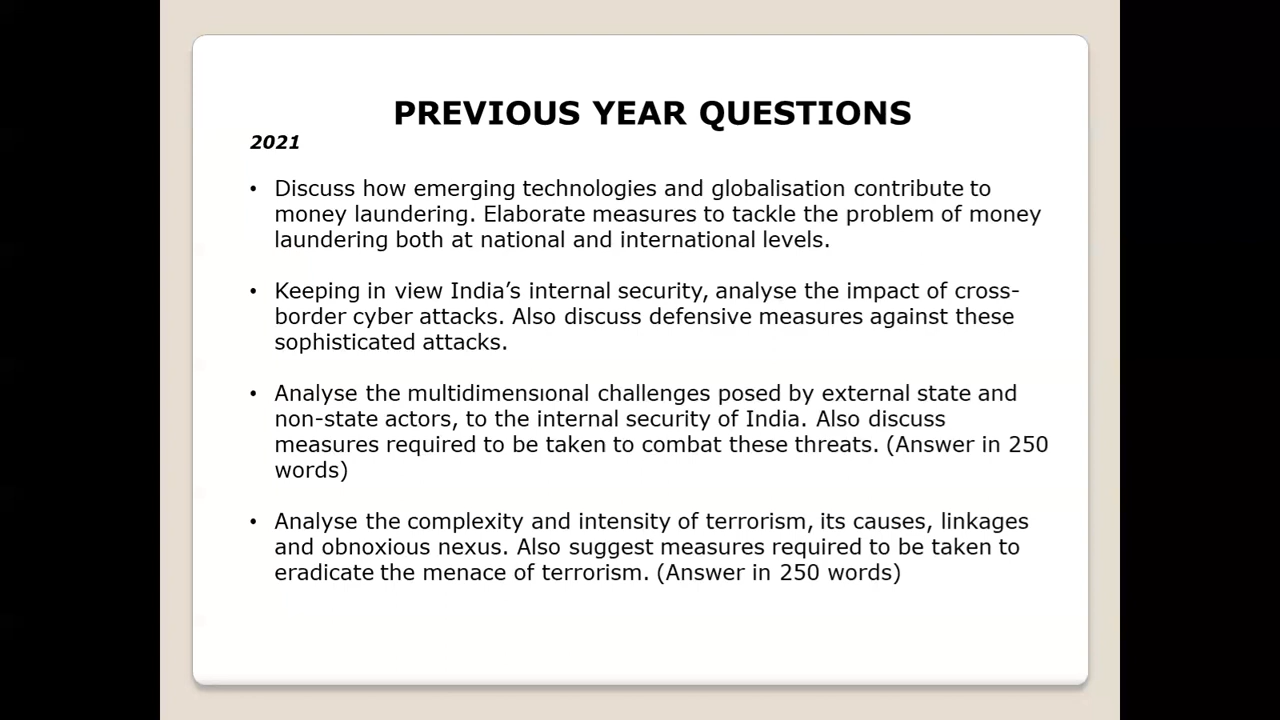 PREVIOUS YEAR QUESTIONS
2021
• Discuss how emerging technologies and globalisation contribute to
money laundering. Elaborate measures to tackle the problem of money
laundering both at national and international levels.
• Keeping in view India’s internal security, analyse the impact of cross-
border cyber attacks. Also discuss defensive measures against these
sophisticated attacks.
• Analyse the multidimensıonal challenges posed by external state and
non-state actors, to the internal security of India. Also discuss
measures required to be taken to combat these threats. (Answer in 250
words)
• Analyse the complexity and intensity of terrorism, its causes, linkages
and obnoxious nexus. Also suggest measures required to be taken to
eradicate the menace of terrorism. (Answer in 250 words)